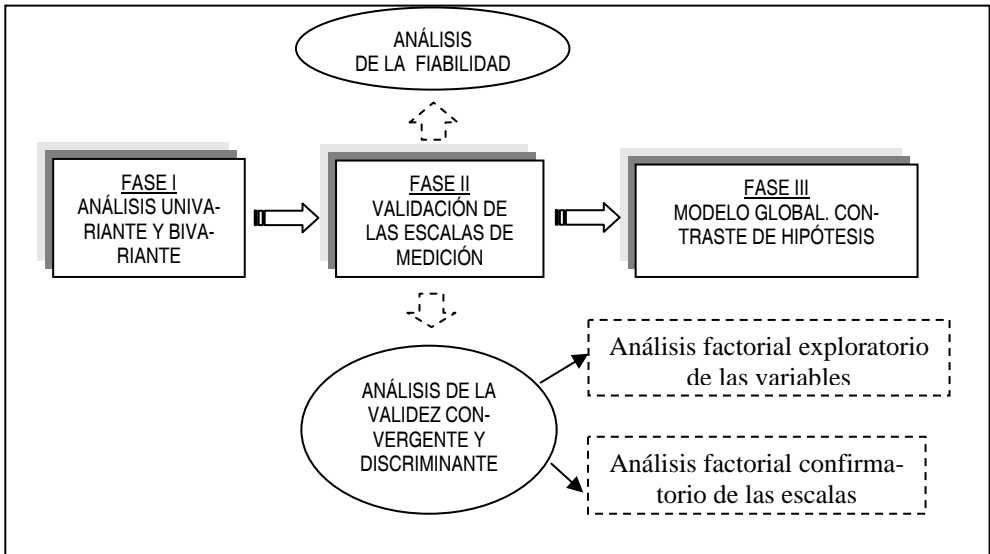 ANÁLISIS
DE LA FIABILIDAD
FASE I
ANÁLISIS UNIVA-
RIANTE Y BIVA-
RIANTE
FASE II
VALIDACIÓN DE
LAS ESCALAS DE
MEDICIÓN
FASE III
MODELO GLOBAL. CON-
TRASTE DE HIPÓTESIS
ANÁLISIS DE LA
VALIDEZ CON-
VERGENTE Y
DISCRIMINANTE
Análisis factorial exploratorio
de las variables
Análisis factorial confirma-
torio de las escalas